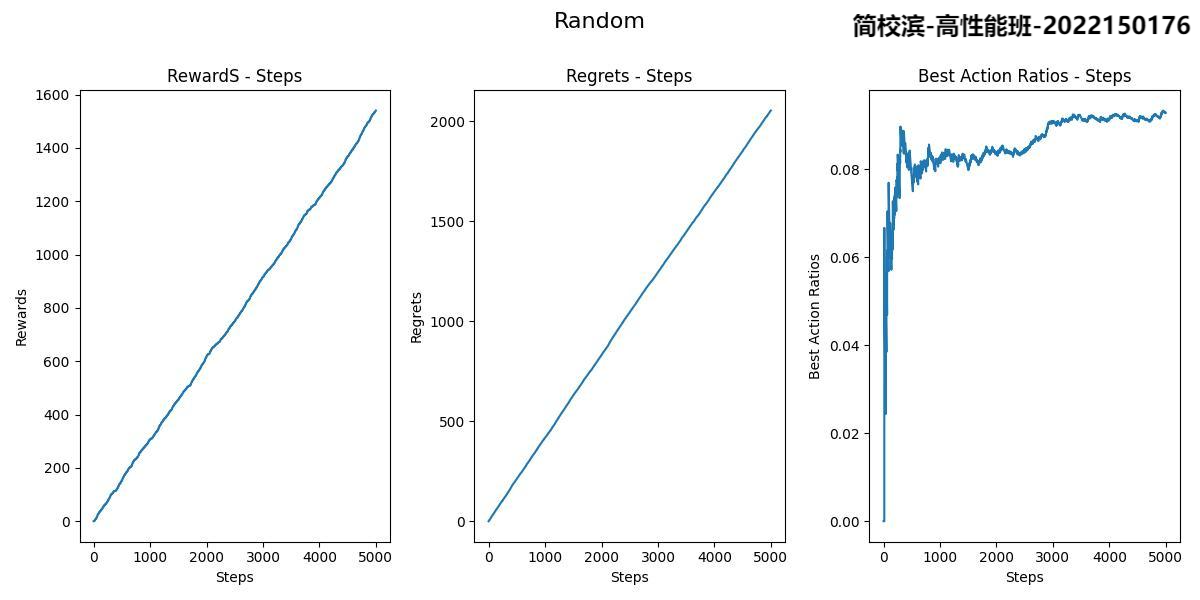 Random
简校滨-高性能班-2022150176
RewardS - Steps
Regrets - Steps
Best Action Ratios - Steps
Rewards
1600
1400
1200
1000
800
600
400
200
0
0 1000 2000 3000 4000 5000
Steps
Regrets
2000
1500
1000
500
0
0 1000 2000 3000 4000 5000
Steps
Best Action Ratios
0.08
0.06
0.04
0.02
0.00
0 1000 2000 3000 4000 5000
Steps